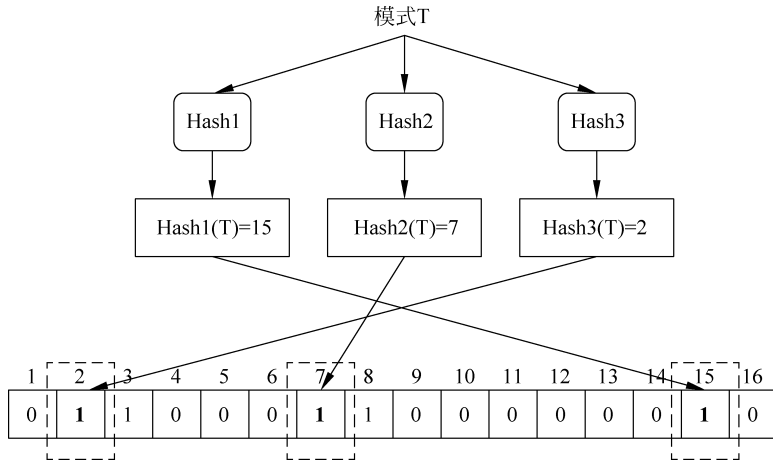 模式T
Hash1 Hash2 Hash3
Hash1(T)=15 Hash2(T)=7 Hash3(T)=2
1 2 3 4 5 6 7 8 9 10 11 12 13 14 15 16
0 1 1 0 0 0 1 1 0 0 0 0 0 0 1 0